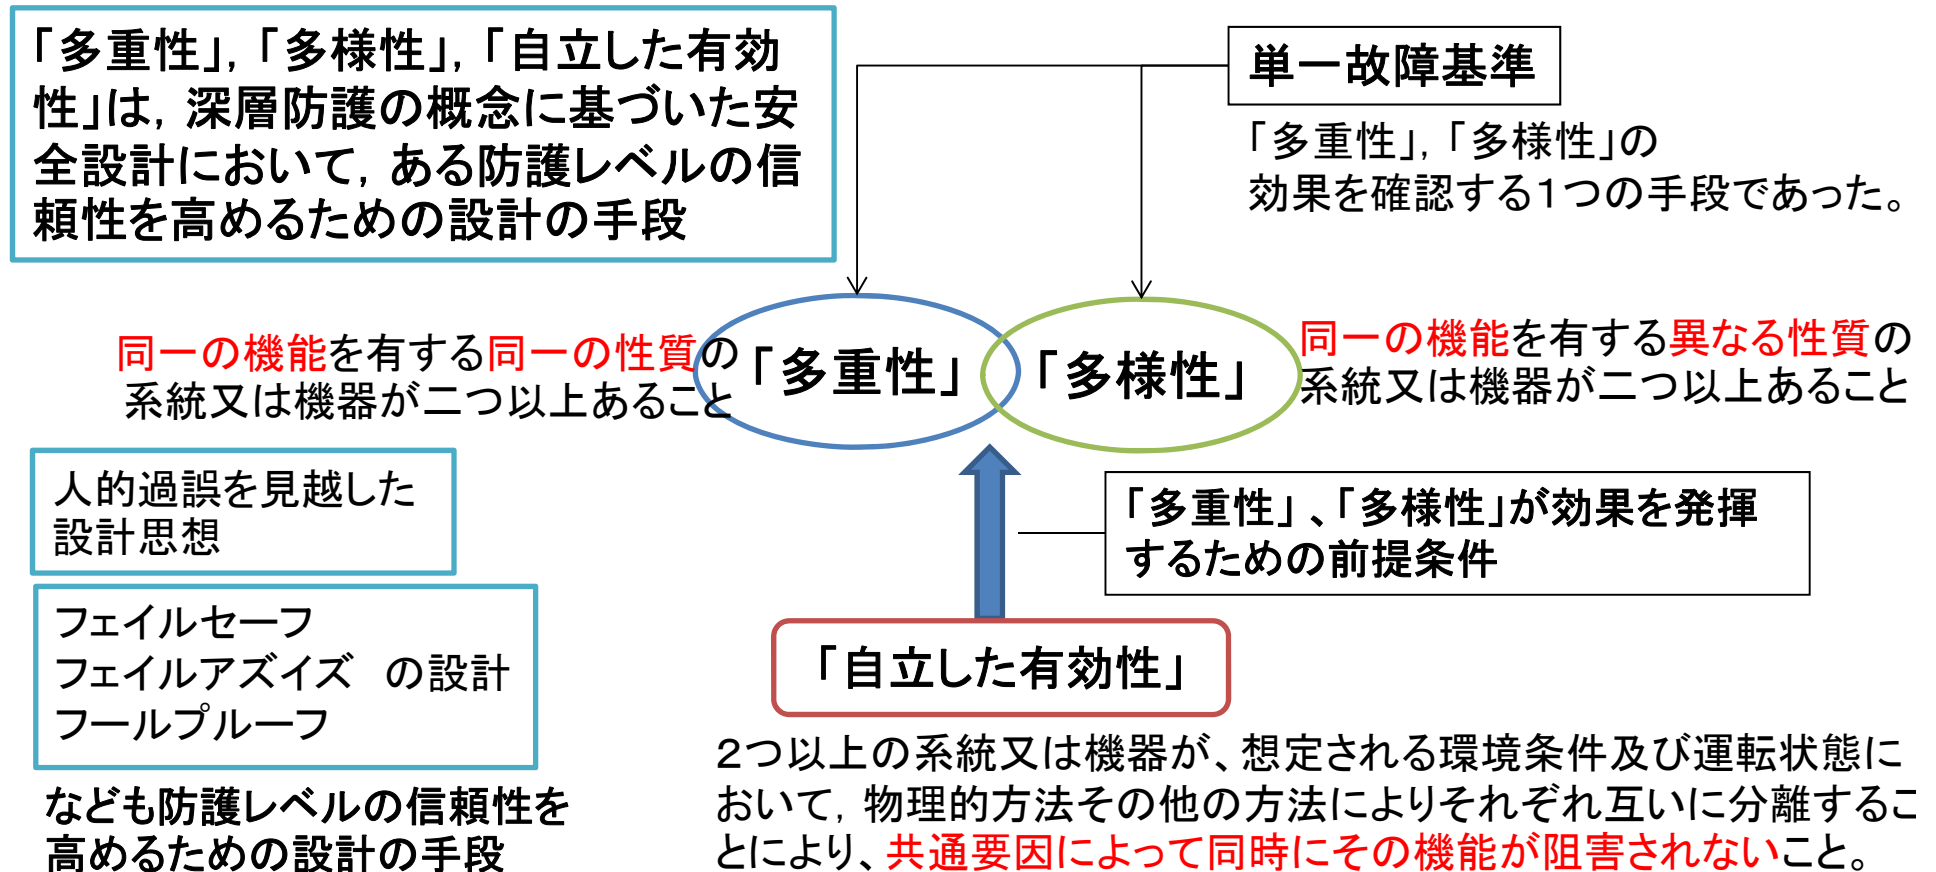 「多重性」，「多様性」，「自立した有効
性」は，深層防護の概念に基づいた安
全設計において，ある防護レベルの信
頼性を高めるための設計の手段
単一故障基準
「多重性」，「多様性」の
効果を確認する１つの手段であった。
同一の機能を有する同一の性質の
系統又は機器が二つ以上あること
「多重性」
「多様性」
同一の機能を有する異なる性質の
系統又は機器が二つ以上あること
人的過誤を見越した
設計思想
フェイルセーフ
フェイルアズイズ　の設計
フールプルーフ
なども防護レベルの信頼性を
高めるための設計の手段
「多重性」、「多様性」が効果を発揮
するための前提条件
「自立した有効性」
２つ以上の系統又は機器が、想定される環境条件及び運転状態に
おいて，物理的方法その他の方法によりそれぞれ互いに分離するこ
とにより、共通要因によって同時にその機能が阻害されないこと。